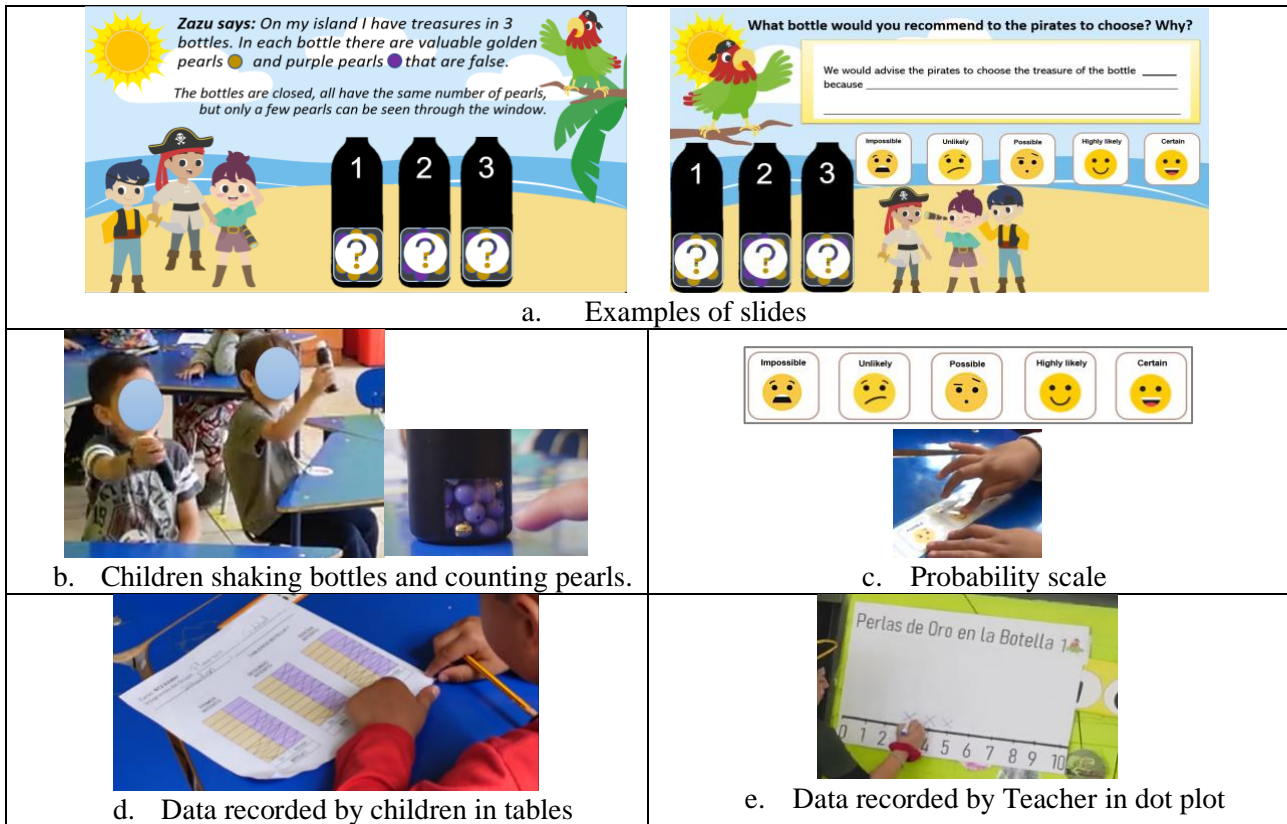 Zazu says: On my island I have treasures in 3
bottles. In each bottle there are valuable golden
pearls and purple pearls that are false.
The bottles are closed, all have the same number of pearls,
but only a few pearls can be seen through the window.
1 2 3
? ? ?
What bottle would you recommend to the pirates to choose? Why?
We would advise the pirates to choose the treasure of the bottle ____
because ____
Impossible Unlikely Possible Highly likely Certain
1 2 3
? ? ?
a. Examples of slides
b. Children shaking bottles and counting pearls.
Impossible Unlikely Possible Highly likely Certain
c. Probability scale
d. Data recorded by children in tables
Perlas de Oro en la Botella 1
0 1 2 4 5 6 7 8 9 10
e. Data recorded by Teacher in dot plot